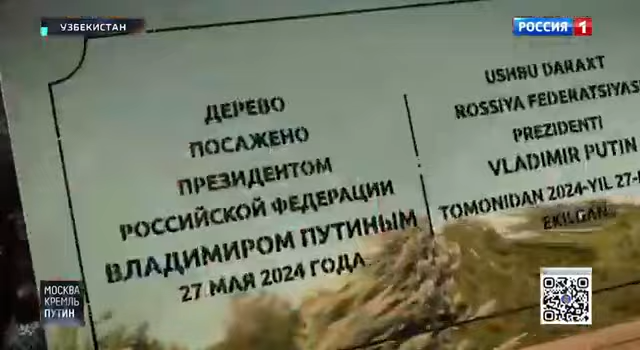 УЗБЕКИСТАН
РОССИЯ 1
ДЕРЕВО
ПОСАЖЕНО
ПРЕЗИДЕНТОМ
РОССИЙСКОЙ ФЕДЕРАЦИИ
ВЛАДИМИРОМ ПУТИНЫМ
27 МАЯ 2024 ГОДА
USHBU DARAXT
ROSSIYA FEDERATSIYASI
PREZIDENTI
VLADIMIR PUTIN
TOMONIDAN 2024-YIL 27-
EKILGAN
МОСКВА
КРЕМЛЬ
ПУТИН